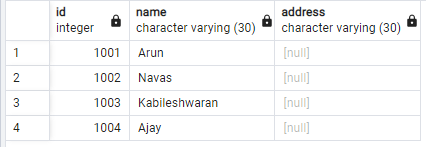 id name address
integer character varying (30) character varying (30)
1 1001 Arun [null]
2 1002 Navas [null]
3 1003 Kabileshwaran [null]
4 1004 Ajay [null]